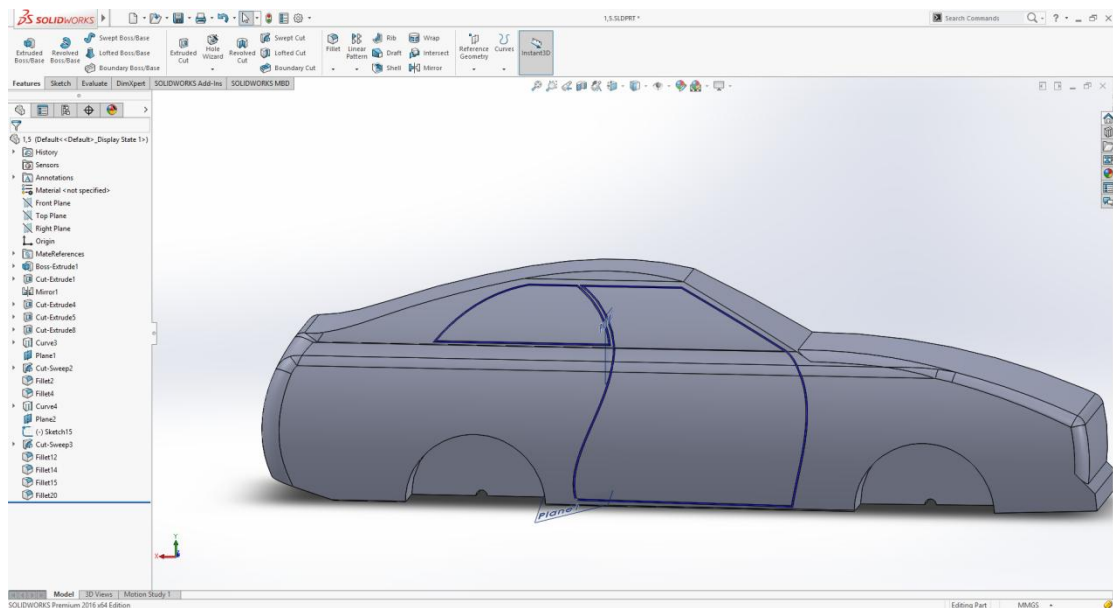 SOLIDWORKS
1,5.SLDPRT *
Search Commands
Extruded Boss/Base
Revolved Boss/Base
Swept Boss/Base
Lofted Boss/Base
Boundary Boss/Base
Extruded Cut
Hole Wizard
Revolved Cut
Swept Cut
Lofted Cut
Boundary Cut
Fillet
Linear Pattern
Rib
Draft
Shell
Wrap
Intersect
Mirror
Reference Geometry
Curves
Instant3D
Features Sketch Evaluate DimXpert SOLIDWORKS Add-Ins SOLIDWORKS MBD
1,5 (Default<<Default>_Display State 1>)
History
Sensors
Annotations
Material <not specified>
Front Plane
Top Plane
Right Plane
Origin
MateReferences
Boss-Extrude1
Cut-Extrude1
Mirror1
Cut-Extrude4
Cut-Extrude5
Cut-Extrude8
Curve3
Plane1
Cut-Sweep2
Fillet2
Fillet4
Curve4
Plane2
(-) Sketch15
Cut-Sweep3
Fillet12
Fillet14
Fillet15
Fillet20
Plane
Y
X
Model 3D Views Motion Study 1
SOLIDWORKS Premium 2016 x64 Edition
Editing Part MMGS